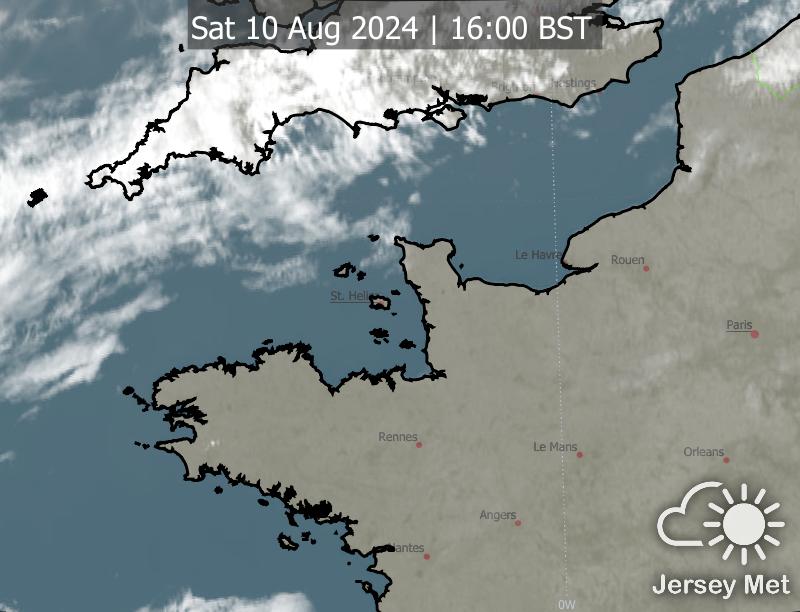 Sat 10 Aug 2024 | 16:00 BST
Le Havre
Rouen
St. Helier
Paris
Rennes
Le Mans
Orleans
Angers
Nantes
Jersey Met
0W